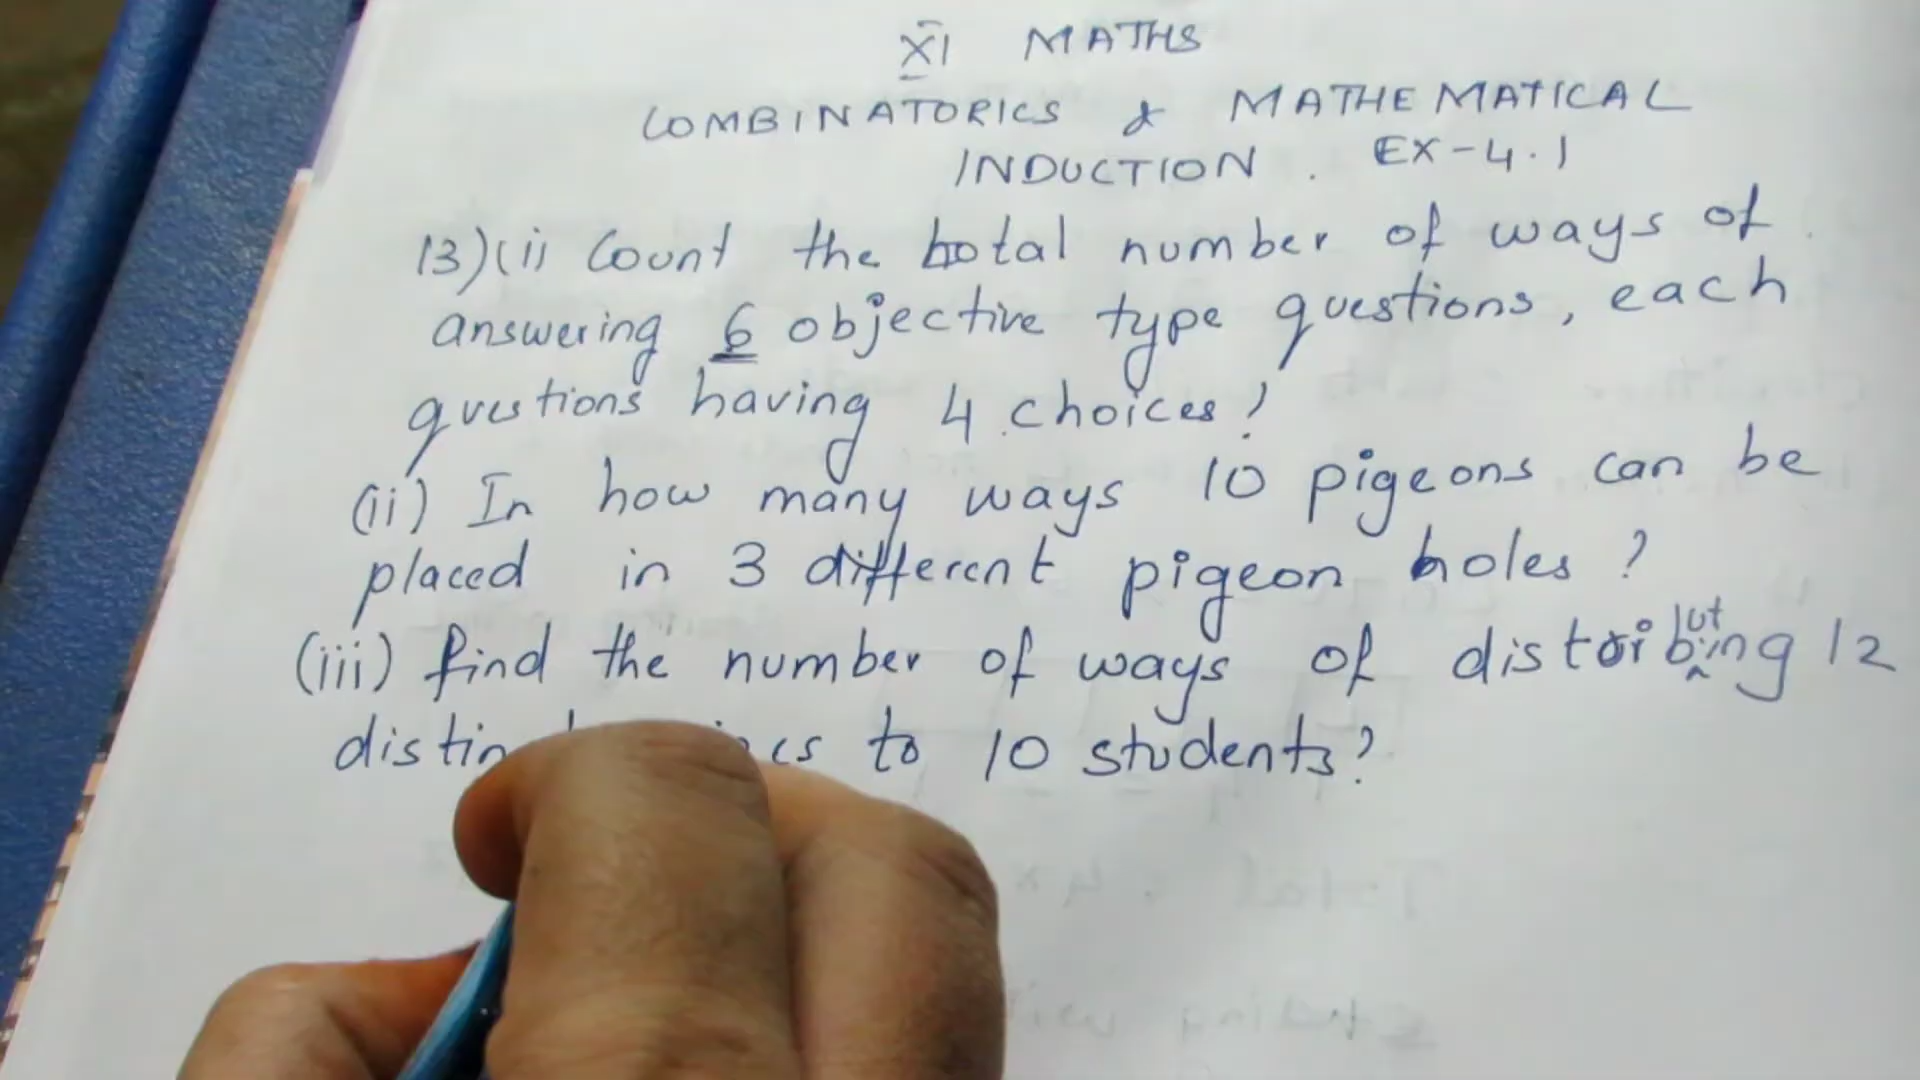 XI MATHS
COMBINATORICS & MATHEMATICAL
INDUCTION. EX-4.1
13)(i) Count the total number of ways of
answering 6 objective type questions, each
questions having 4 choices?
(ii) In how many ways 10 pigeons can be
placed in 3 different pigeon holes?
(iii) find the number of ways of distributing 12
to 10 students?